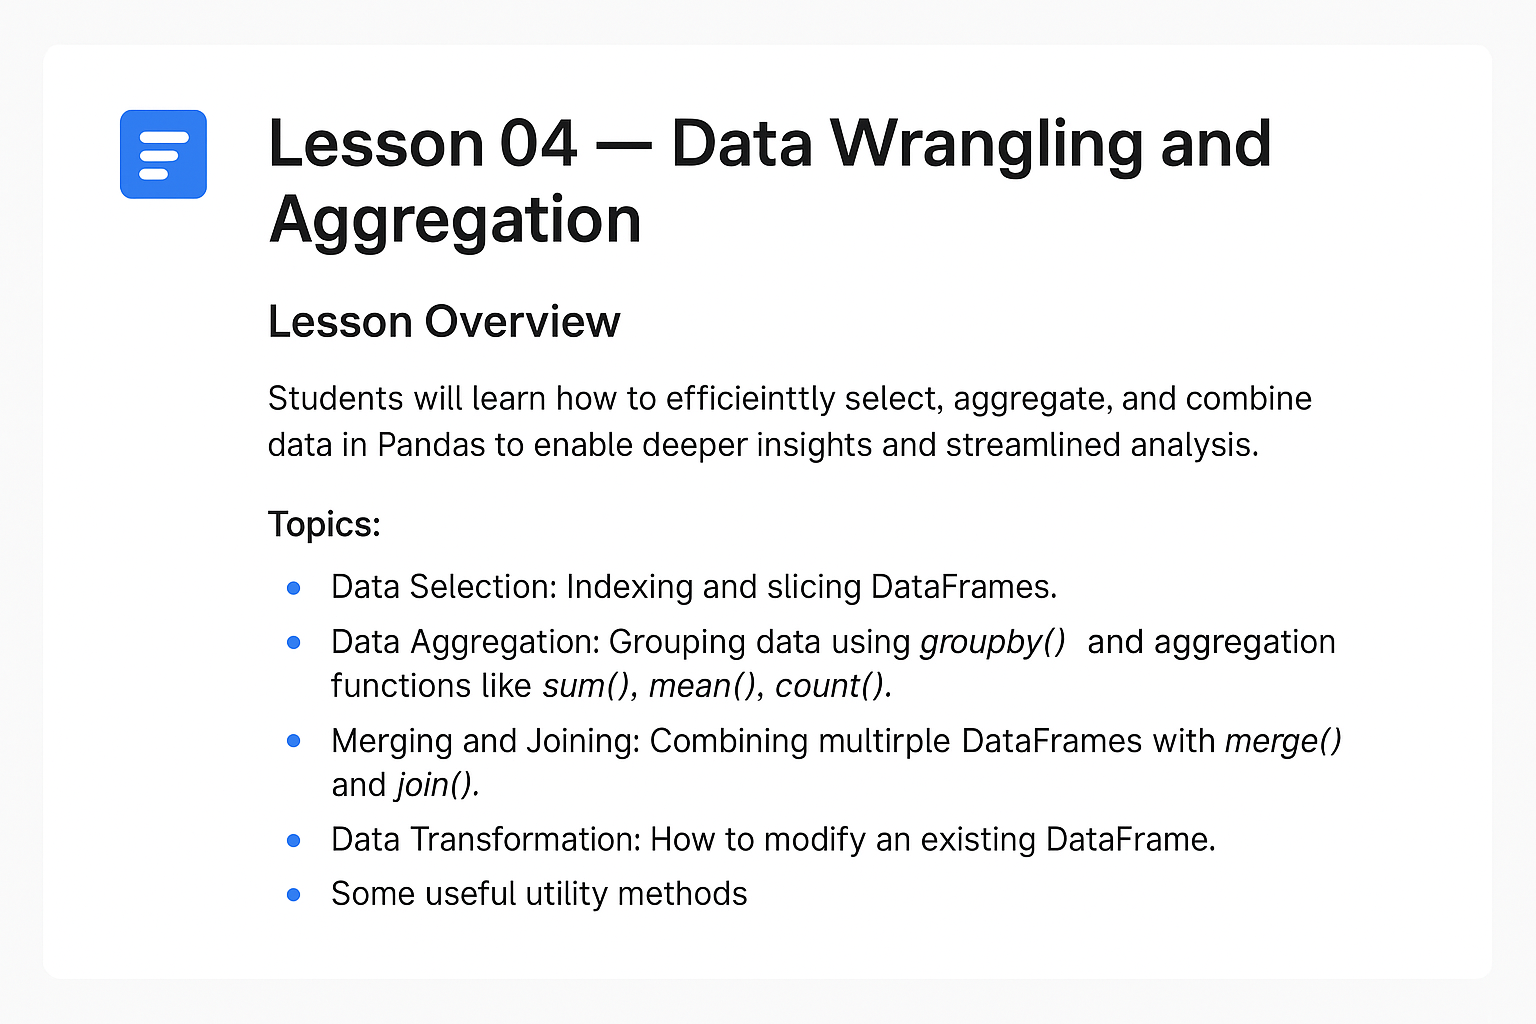 Lesson 04 — Data Wrangling and
Aggregation
Lesson Overview
Students will learn how to efficieinttly select, aggregate, and combine
data in Pandas to enable deeper insights and streamlined analysis.
Topics:
• Data Selection: Indexing and slicing DataFrames.
• Data Aggregation: Grouping data using groupby() and aggregation
functions like sum(), mean(), count().
• Merging and Joining: Combining multirple DataFrames with merge()
and join().
• Data Transformation: How to modify an existing DataFrame.
• Some useful utility methods